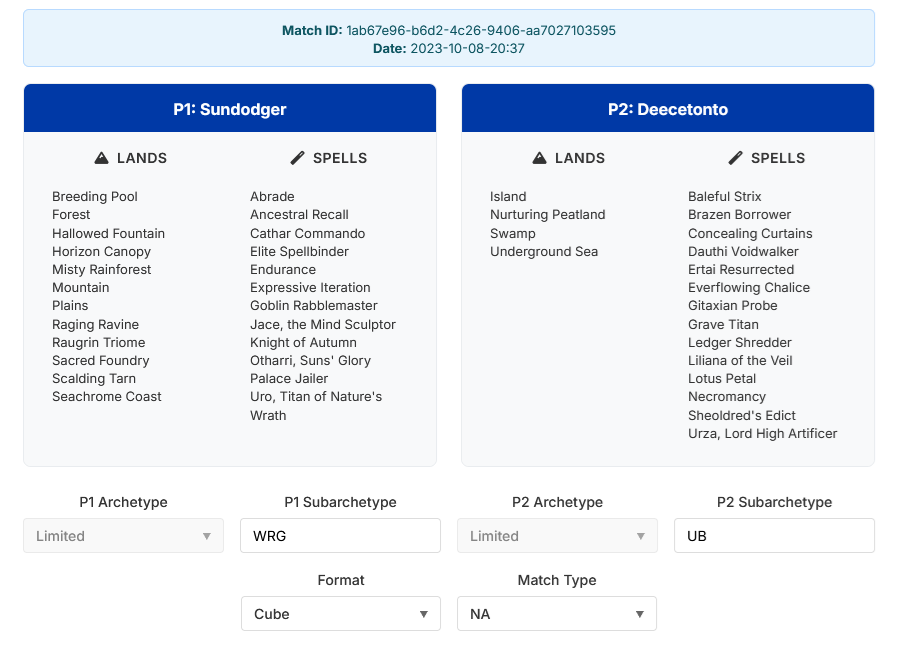 Match ID: 1ab67e96-b6d2-4c26-9406-aa7027103595
Date: 2023-10-08-20:37
P1: Sundodger
LANDS
Breeding Pool
Forest
Hallowed Fountain
Horizon Canopy
Misty Rainforest
Mountain
Plains
Raging Ravine
Raugrin Triome
Sacred Foundry
Scalding Tarn
Seachrome Coast
SPELLS
Abrade
Ancestral Recall
Cathar Commando
Elite Spellbinder
Endurance
Expressive Iteration
Goblin Rabblemaster
Jace, the Mind Sculptor
Knight of Autumn
Otharri, Suns' Glory
Palace Jailer
Uro, Titan of Nature's
Wrath
P2: Deecetonto
LANDS
Island
Nurturing Peatland
Swamp
Underground Sea
SPELLS
Baleful Strix
Brazen Borrower
Concealing Curtains
Dauthi Voidwalker
Ertai Resurrected
Everflowing Chalice
Gitaxian Probe
Grave Titan
Ledger Shredder
Liliana of the Veil
Lotus Petal
Necromancy
Sheoldred's Edict
Urza, Lord High Artificer
P1 Archetype
Limited
P1 Subarchetype
WRG
P2 Archetype
Limited
P2 Subarchetype
UB
Format
Cube
Match Type
NA